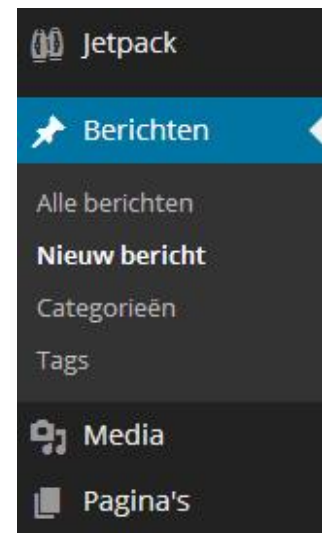 Jetpack
Berichten
Alle berichten
Nieuw bericht
Categorieën
Tags
Media
Pagina's